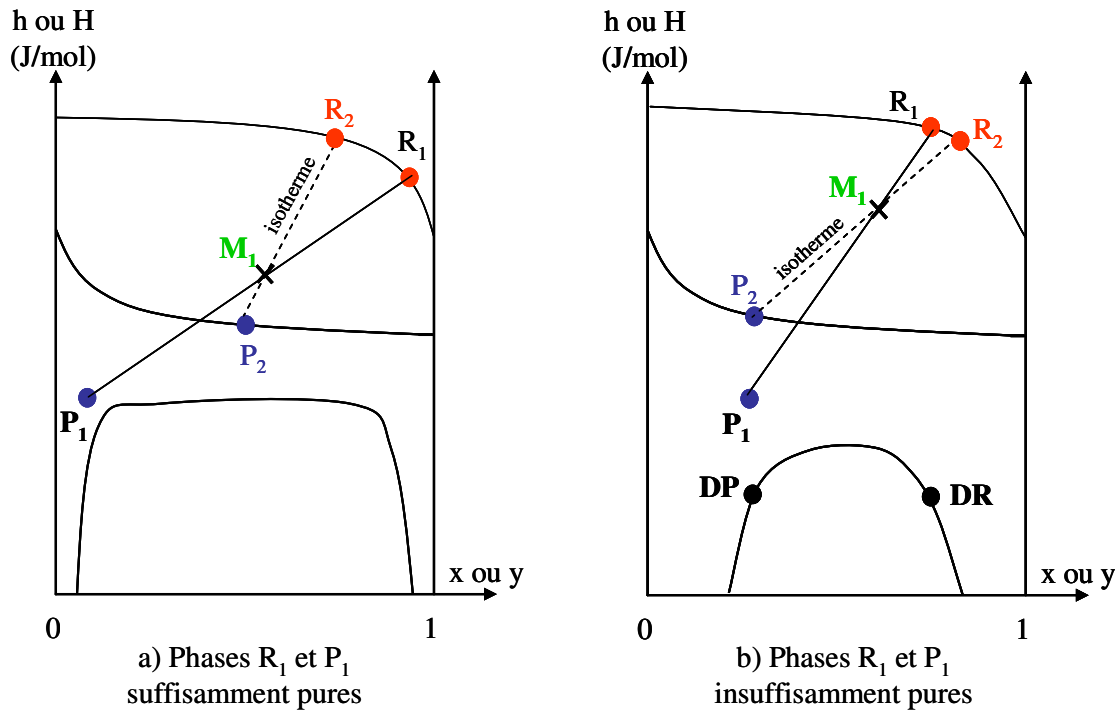 h ou H
(J/mol)
R₂
R₁
isotherme
M₁
P₂
P₁
x ou y
0
1
a) Phases R₁ et P₁
suffisamment pures
h ou H
(J/mol)
R₁
R₂
M₁
isotherme
P₂
P₁
DP
DR
x ou y
0
1
b) Phases R₁ et P₁
insuffisamment pures